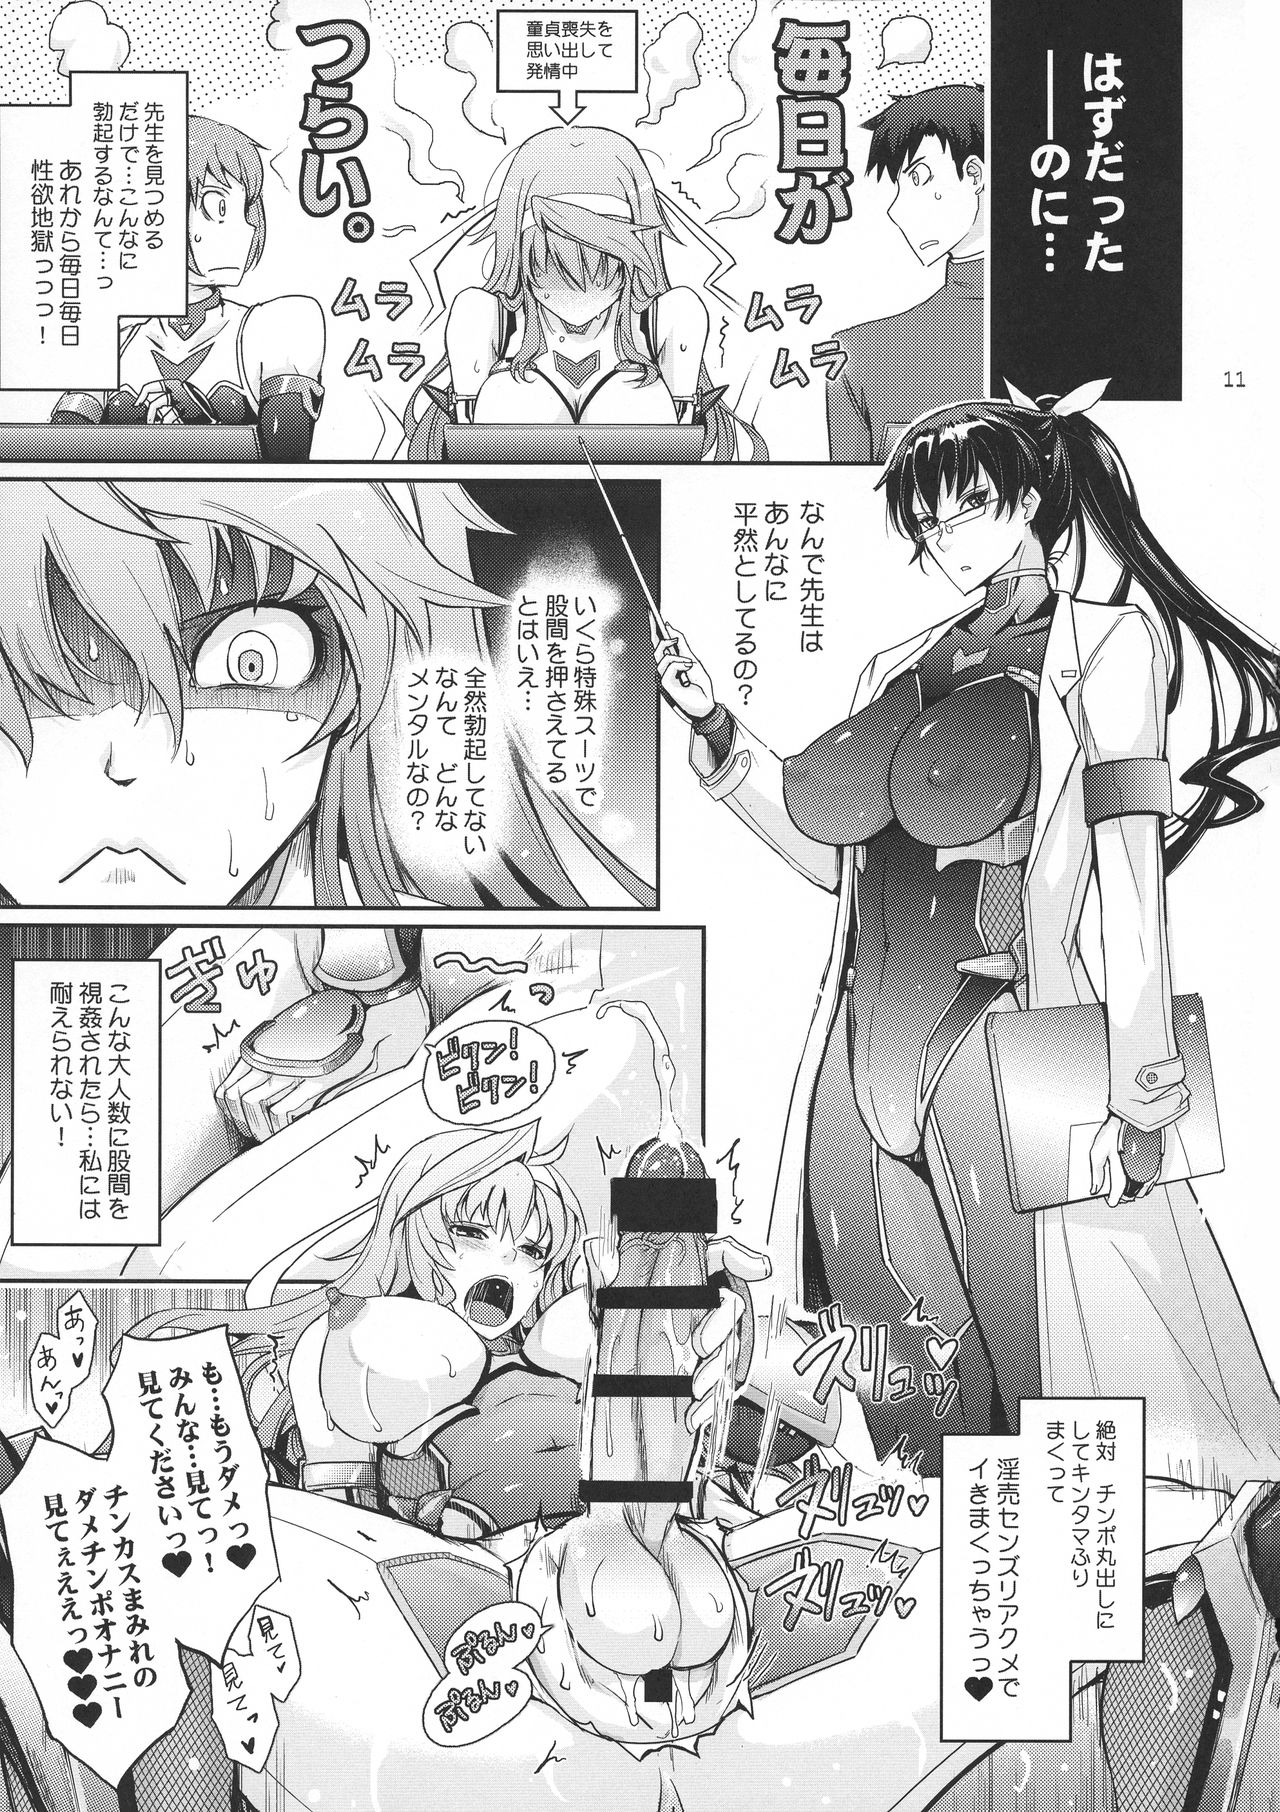 はずだった
――のに…
11
毎日が
つらい。
童貞喪失を
思い出して
発情中
ムラ
ムラ
ムラ
ムラ
先生を見つめる
だけで…こんなに
勃起するなんて…っ
あれから毎日毎日
性欲地獄っっっ！
なんで先生は
あんなに
平然としてるの？
いくら特殊スーツで
股間を押さえてる
とはいえ…
全然勃起してない
なんて どんな
メンタルなの？
ぎゅ
ビクン！
ビクン！
こんな大人数に股間を
視姦されたら…私には
耐えられない！
絶対 チンポ丸出しに
してキンタマふり
まくって
淫売センズリアクメで
イきまくっちゃうっ♥
ズリュッ♥
ズリュッ
ヌリュッ♥
ヌリュッ♥
ぷるん♥
ぷるん♥
あっ♥
あんっ♥
も…もうダメっ♥
みんな…見てっ！
見てくださいっ♥
チンカスまみれの
ダメチンポオナニー
見てぇぇえっ♥♥♥
見て♥
見てっ♥